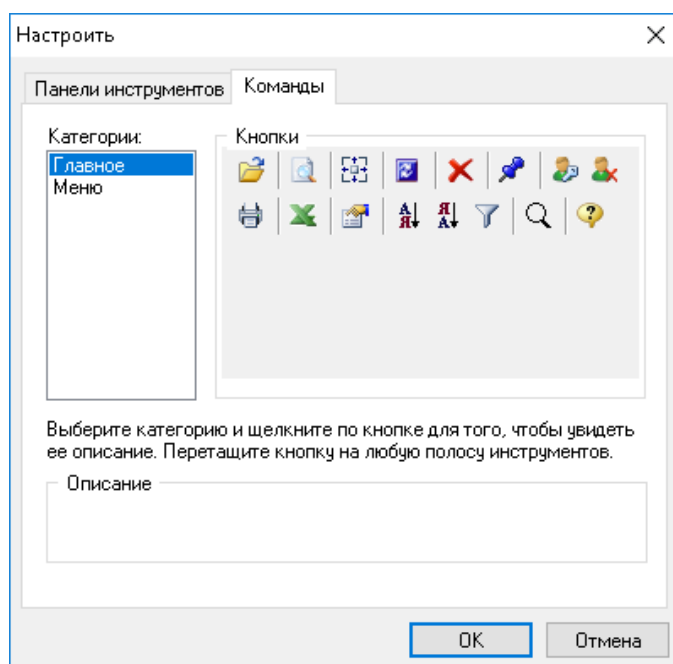 Настроить
Панели инструментов
Команды
Категории:
Кнопки
Главное
Меню
Выберите категорию и щелкните по кнопке для того, чтобы увидеть
ее описание. Перетащите кнопку на любую полосу инструментов.
Описание
OK
Отмена